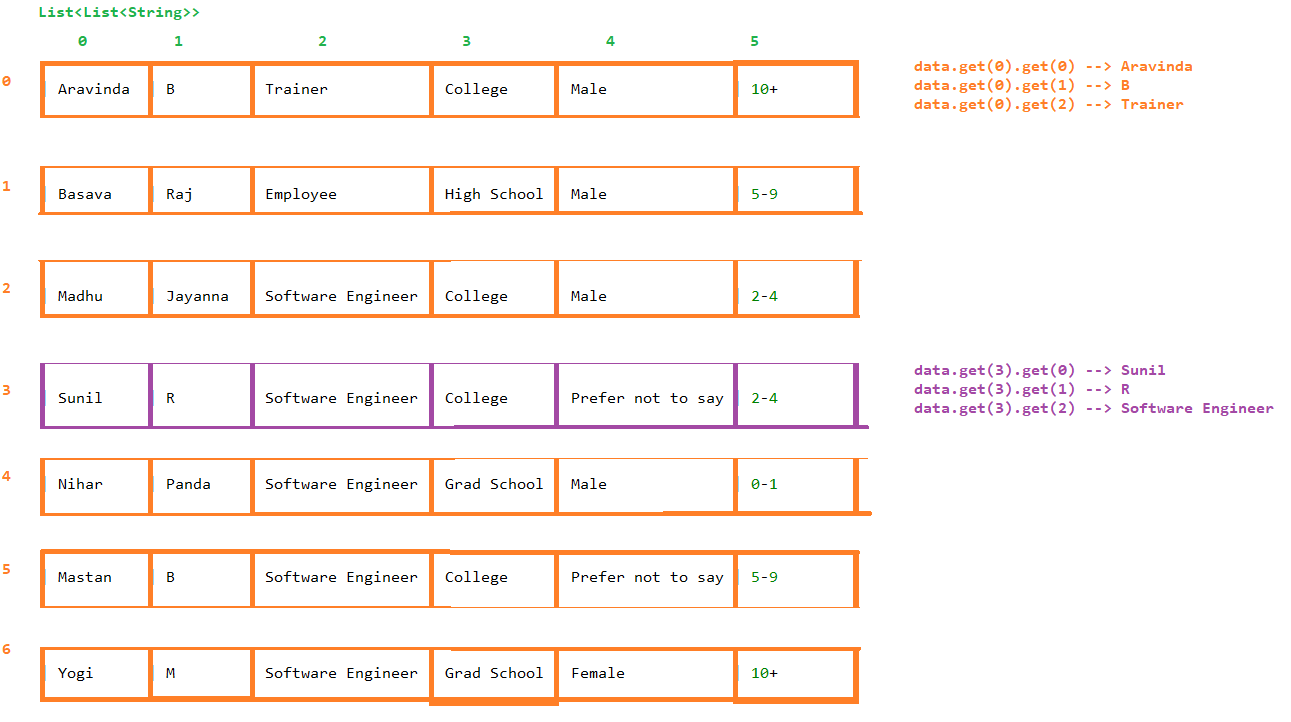 List<List<String>>
0 1 2 3 4 5
0 Aravinda B Trainer College Male 10+
data.get(0).get(0) --> Aravinda
data.get(0).get(1) --> B
data.get(0).get(2) --> Trainer
1 Basava Raj Employee High School Male 5-9
2 Madhu Jayanna Software Engineer College Male 2-4
3 Sunil R Software Engineer College Prefer not to say 2-4
data.get(3).get(0) --> Sunil
data.get(3).get(1) --> R
data.get(3).get(2) --> Software Engineer
4 Nihar Panda Software Engineer Grad School Male 0-1
5 Mastan B Software Engineer College Prefer not to say 5-9
6 Yogi M Software Engineer Grad School Female 10+